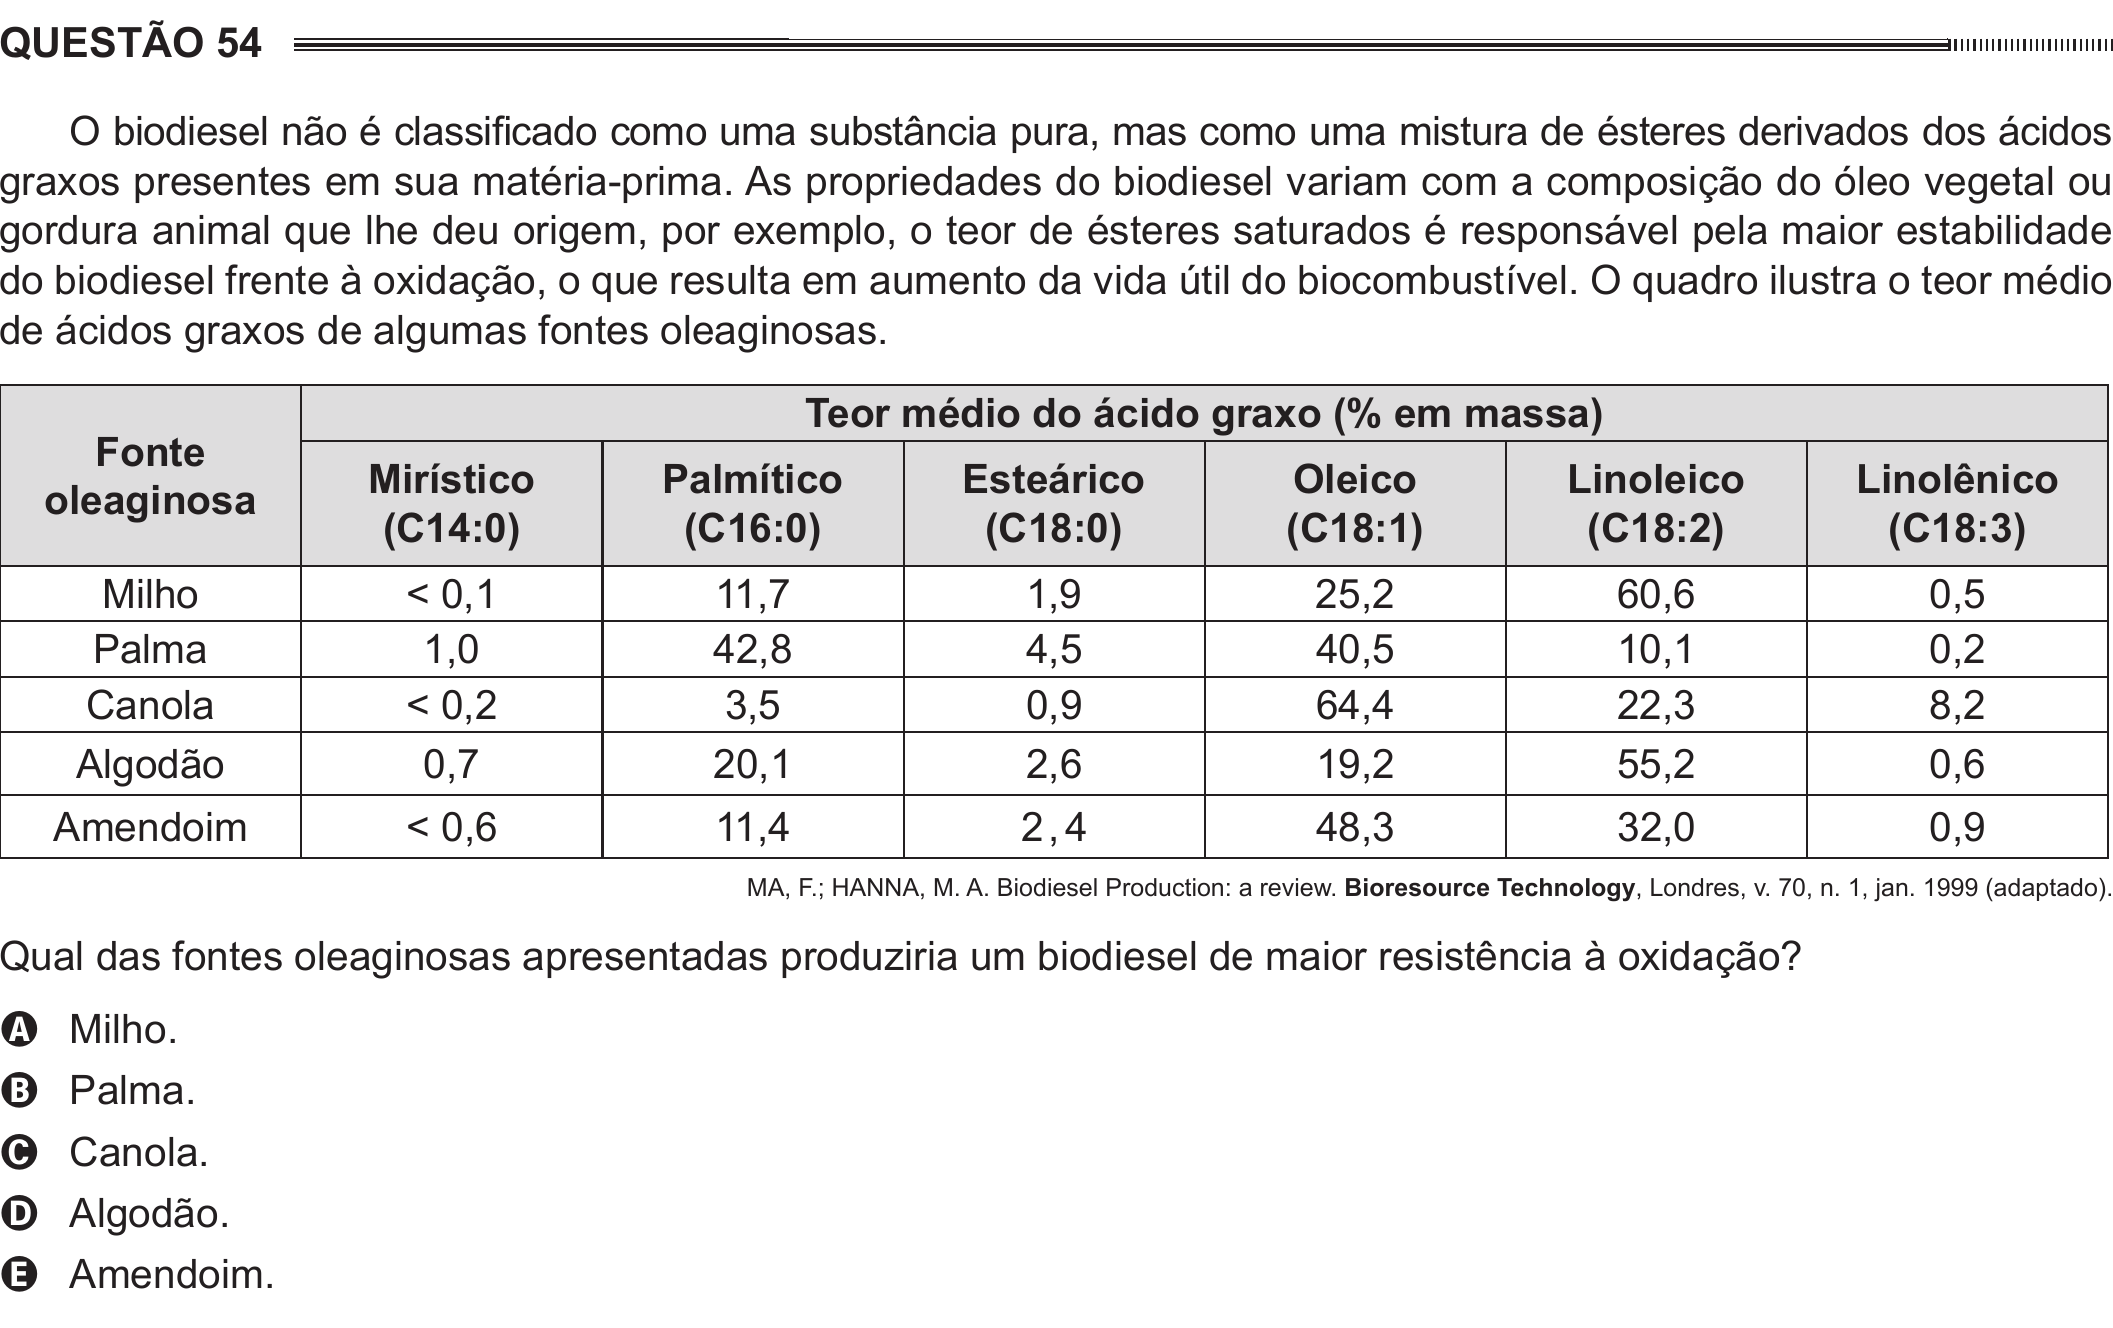 QUESTÃO 54
O biodiesel não é classificado como uma substância pura, mas como uma mistura de ésteres derivados dos ácidos
graxos presentes em sua matéria-prima. As propriedades do biodiesel variam com a composição do óleo vegetal ou
gordura animal que lhe deu origem, por exemplo, o teor de ésteres saturados é responsável pela maior estabilidade
do biodiesel frente à oxidação, o que resulta em aumento da vida útil do biocombustível. O quadro ilustra o teor médio
de ácidos graxos de algumas fontes oleaginosas.
Fonte oleaginosa Teor médio do ácido graxo (% em massa)
Mirístico (C14:0) Palmítico (C16:0) Esteárico (C18:0) Oleico (C18:1) Linoleico (C18:2) Linolênico (C18:3)
Milho < 0,1 11,7 1,9 25,2 60,6 0,5
Palma 1,0 42,8 4,5 40,5 10,1 0,2
Canola < 0,2 3,5 0,9 64,4 22,3 8,2
Algodão 0,7 20,1 2,6 19,2 55,2 0,6
Amendoim < 0,6 11,4 2,4 48,3 32,0 0,9
MA, F.; HANNA, M. A. Biodiesel Production: a review. Bioresource Technology, Londres, v. 70, n. 1, jan. 1999 (adaptado).
Qual das fontes oleaginosas apresentadas produziria um biodiesel de maior resistência à oxidação?
A Milho.
B Palma.
C Canola.
D Algodão.
E Amendoim.